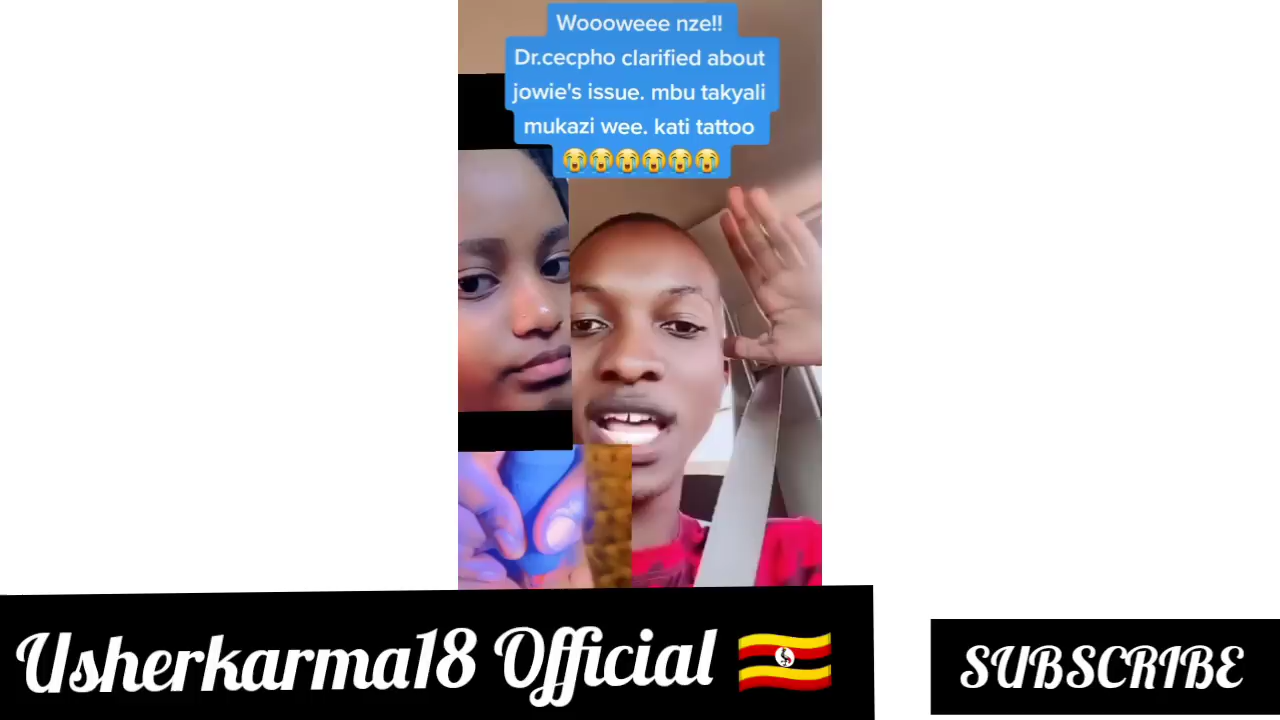 Woooweee nze!!
Dr.cecpho clarified about
jowie's issue. mbu takyali
mukazi wee. kati tattoo
😭😭😭😭😭😭
Usherkarma18 Official 🇺🇬
SUBSCRIBE